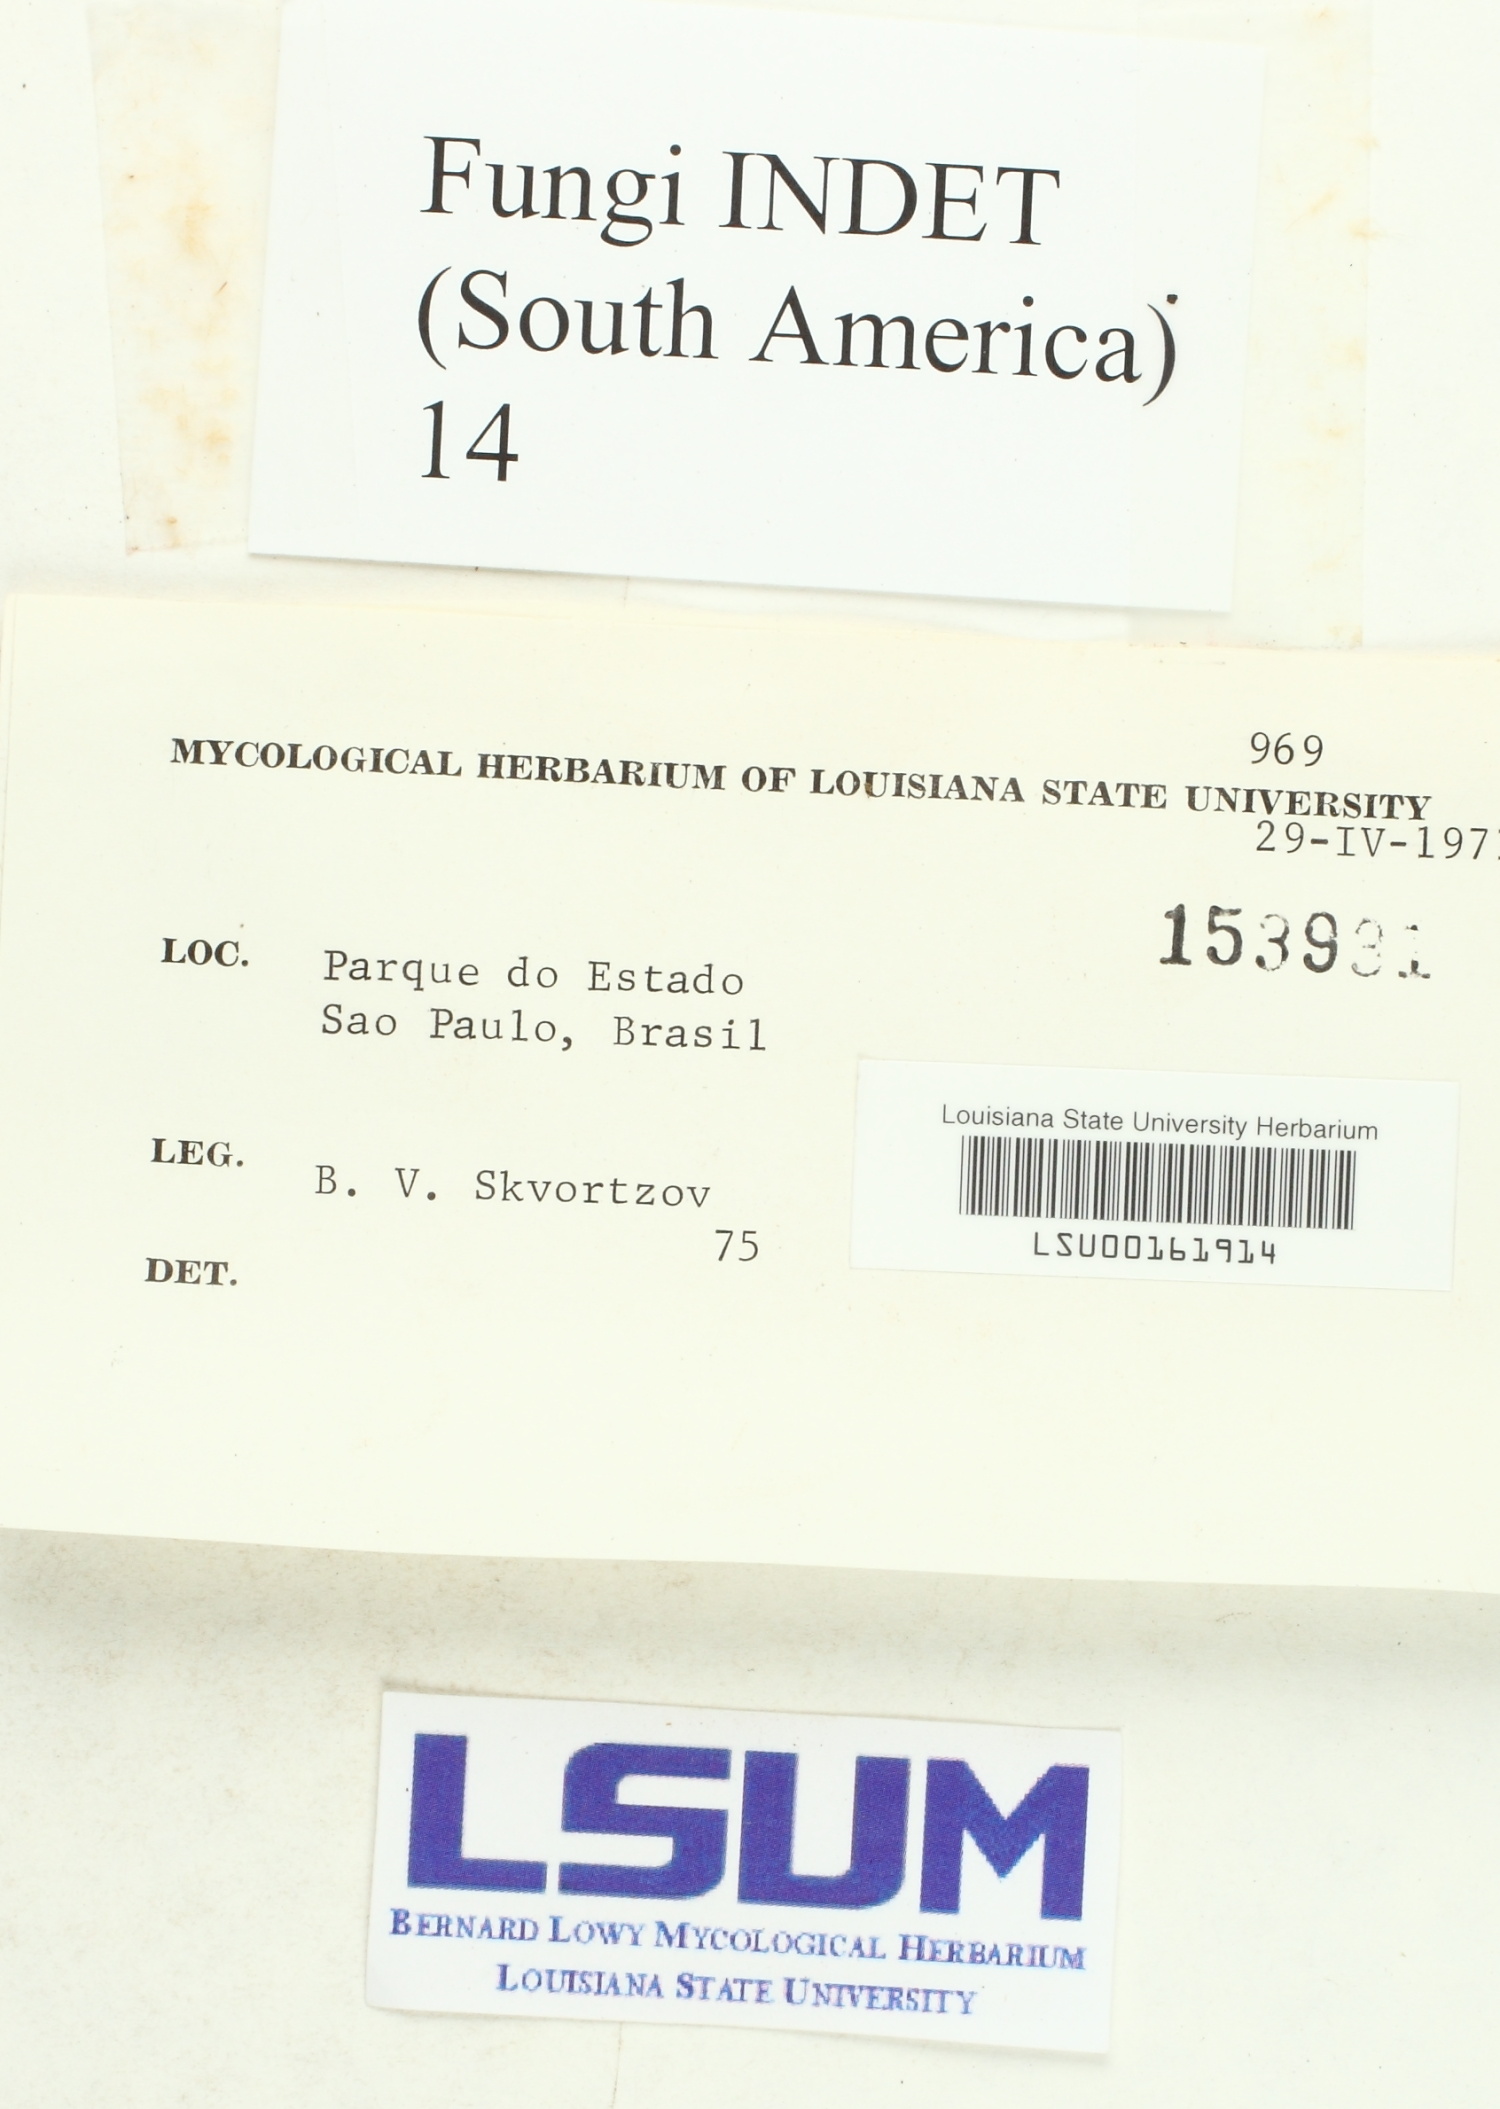 Fungi INDET
(South America)
14
969
MYCOLOGICAL HERBARIUM OF LOUISIANA STATE UNIVERSITY
29-IV-1971
153931
LOC. Parque do Estado
Sao Paulo, Brasil
Louisiana State University Herbarium
LSU00161914
LEG. B. V. Skvortzov
75
DET.
LSUM
BERNARD LOWY MYCOLOGICAL HERBARIUM
LOUISIANA STATE UNIVERSITY